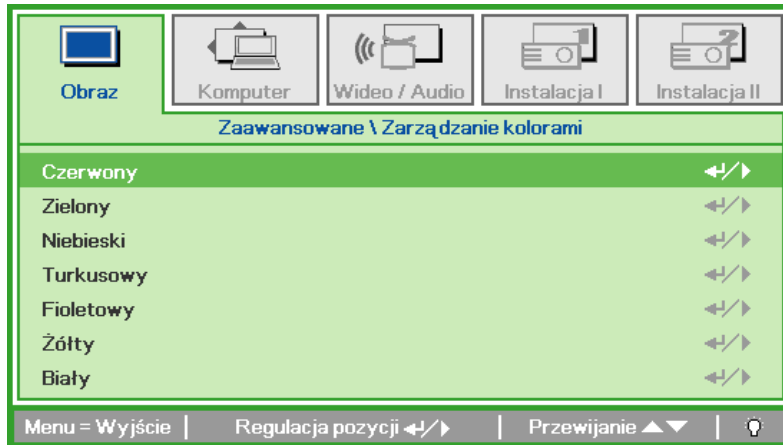 Obraz Komputer Wideo / Audio Instalacja I Instalacja II
Zaawansowane \ Zarządzanie kolorami
Czerwony
Zielony
Niebieski
Turkusowy
Fioletowy
Żółty
Biały
Menu = Wyjście | Regulacja pozycji ↵/▶ | Przewijanie ▲▼ |